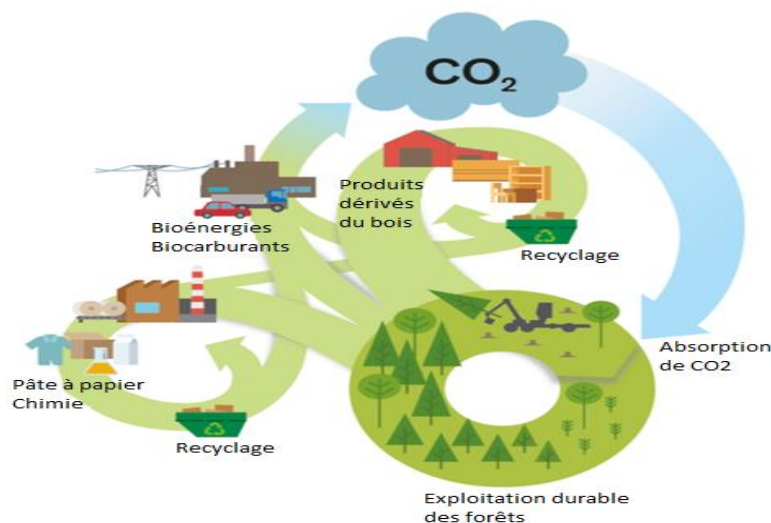 CO₂
Produits
dérivés
du bois
Bioénergies
Biocarburants
Recyclage
Absorption
de CO2
Pâte à papier
Chimie
Recyclage
Exploitation durable
des forêts